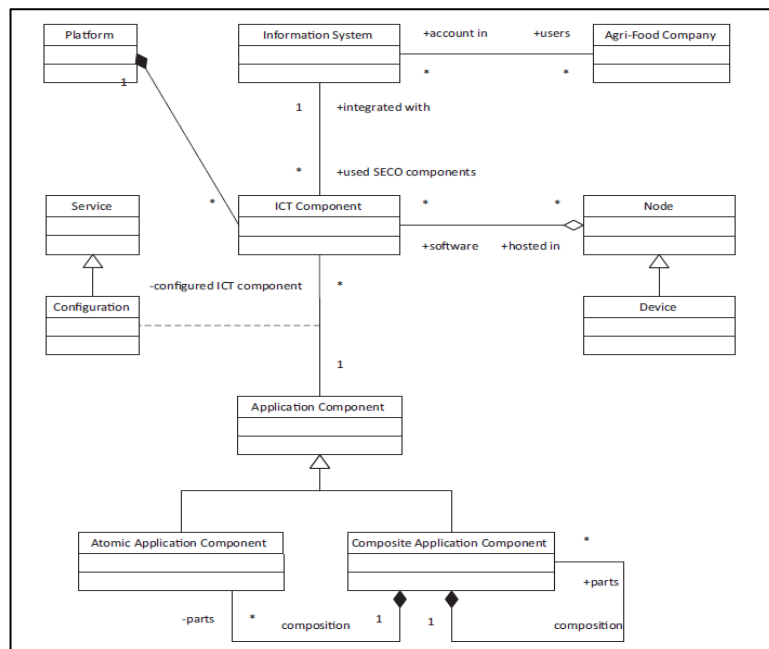 Platform
Information System
+account in
+users
Agri-Food Company
1
*
*
1
+integrated with
*
+used SECO components
Service
*
ICT Component
*
*
Node
+software
+hosted in
-configured ICT component
*
Configuration
Device
1
Application Component
Atomic Application Component
Composite Application Component
*
+parts
-parts
*
composition
1
1
composition